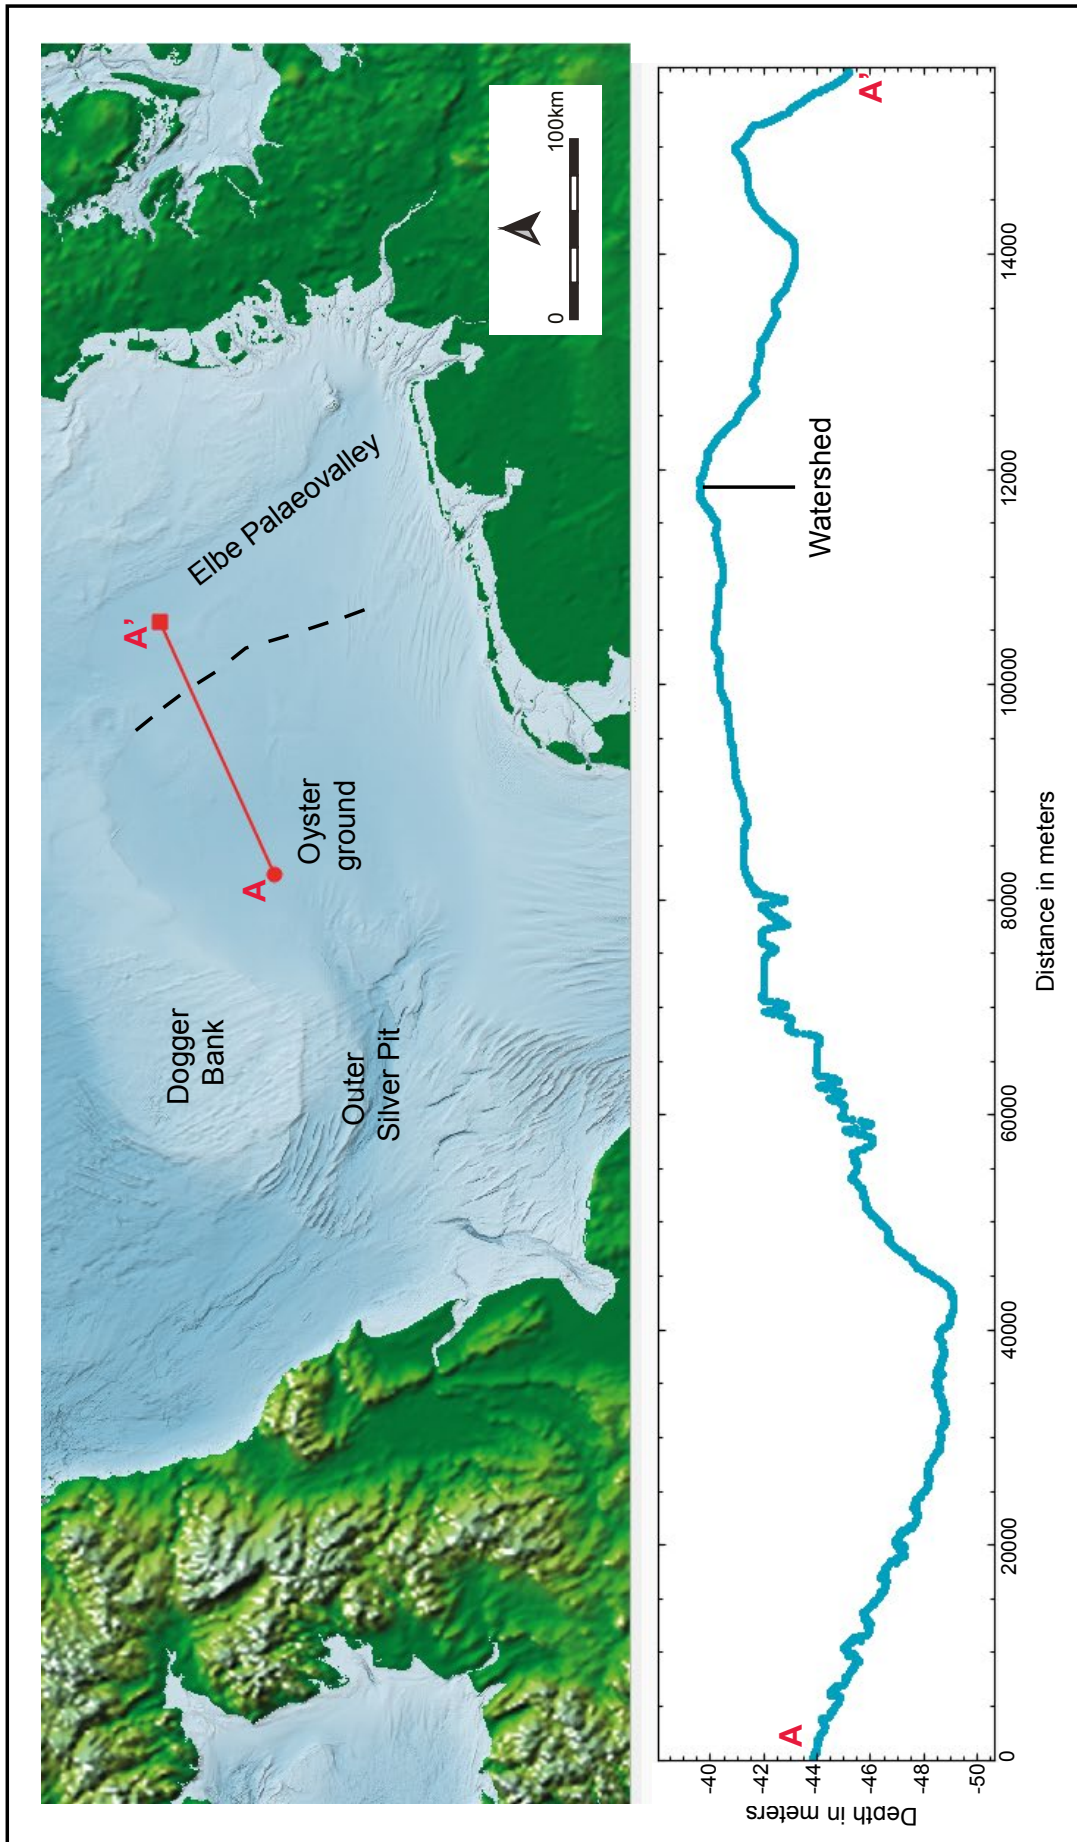 Dogger
Bank
Outer
Silver Pit
A
Oyster
ground
A'
Elbe Palaeovalley
0 100km
A
A'
Watershed
-40
-42
-44
-46
-48
-50
Depth in meters
0 20000 40000 60000 80000 100000 12000 14000
Distance in meters